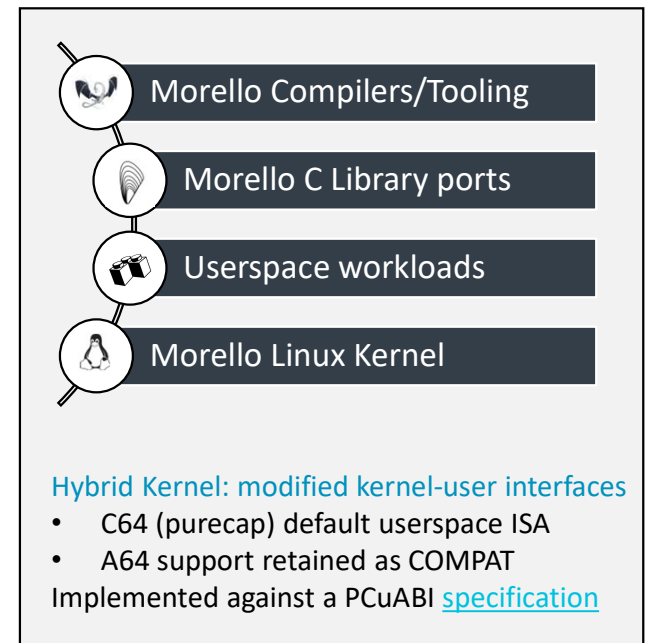 Morello Compilers/Tooling
Morello C Library ports
Userspace workloads
Morello Linux Kernel
Hybrid Kernel: modified kernel-user interfaces
• C64 (purecap) default userspace ISA
• A64 support retained as COMPAT
Implemented against a PCuABI specification